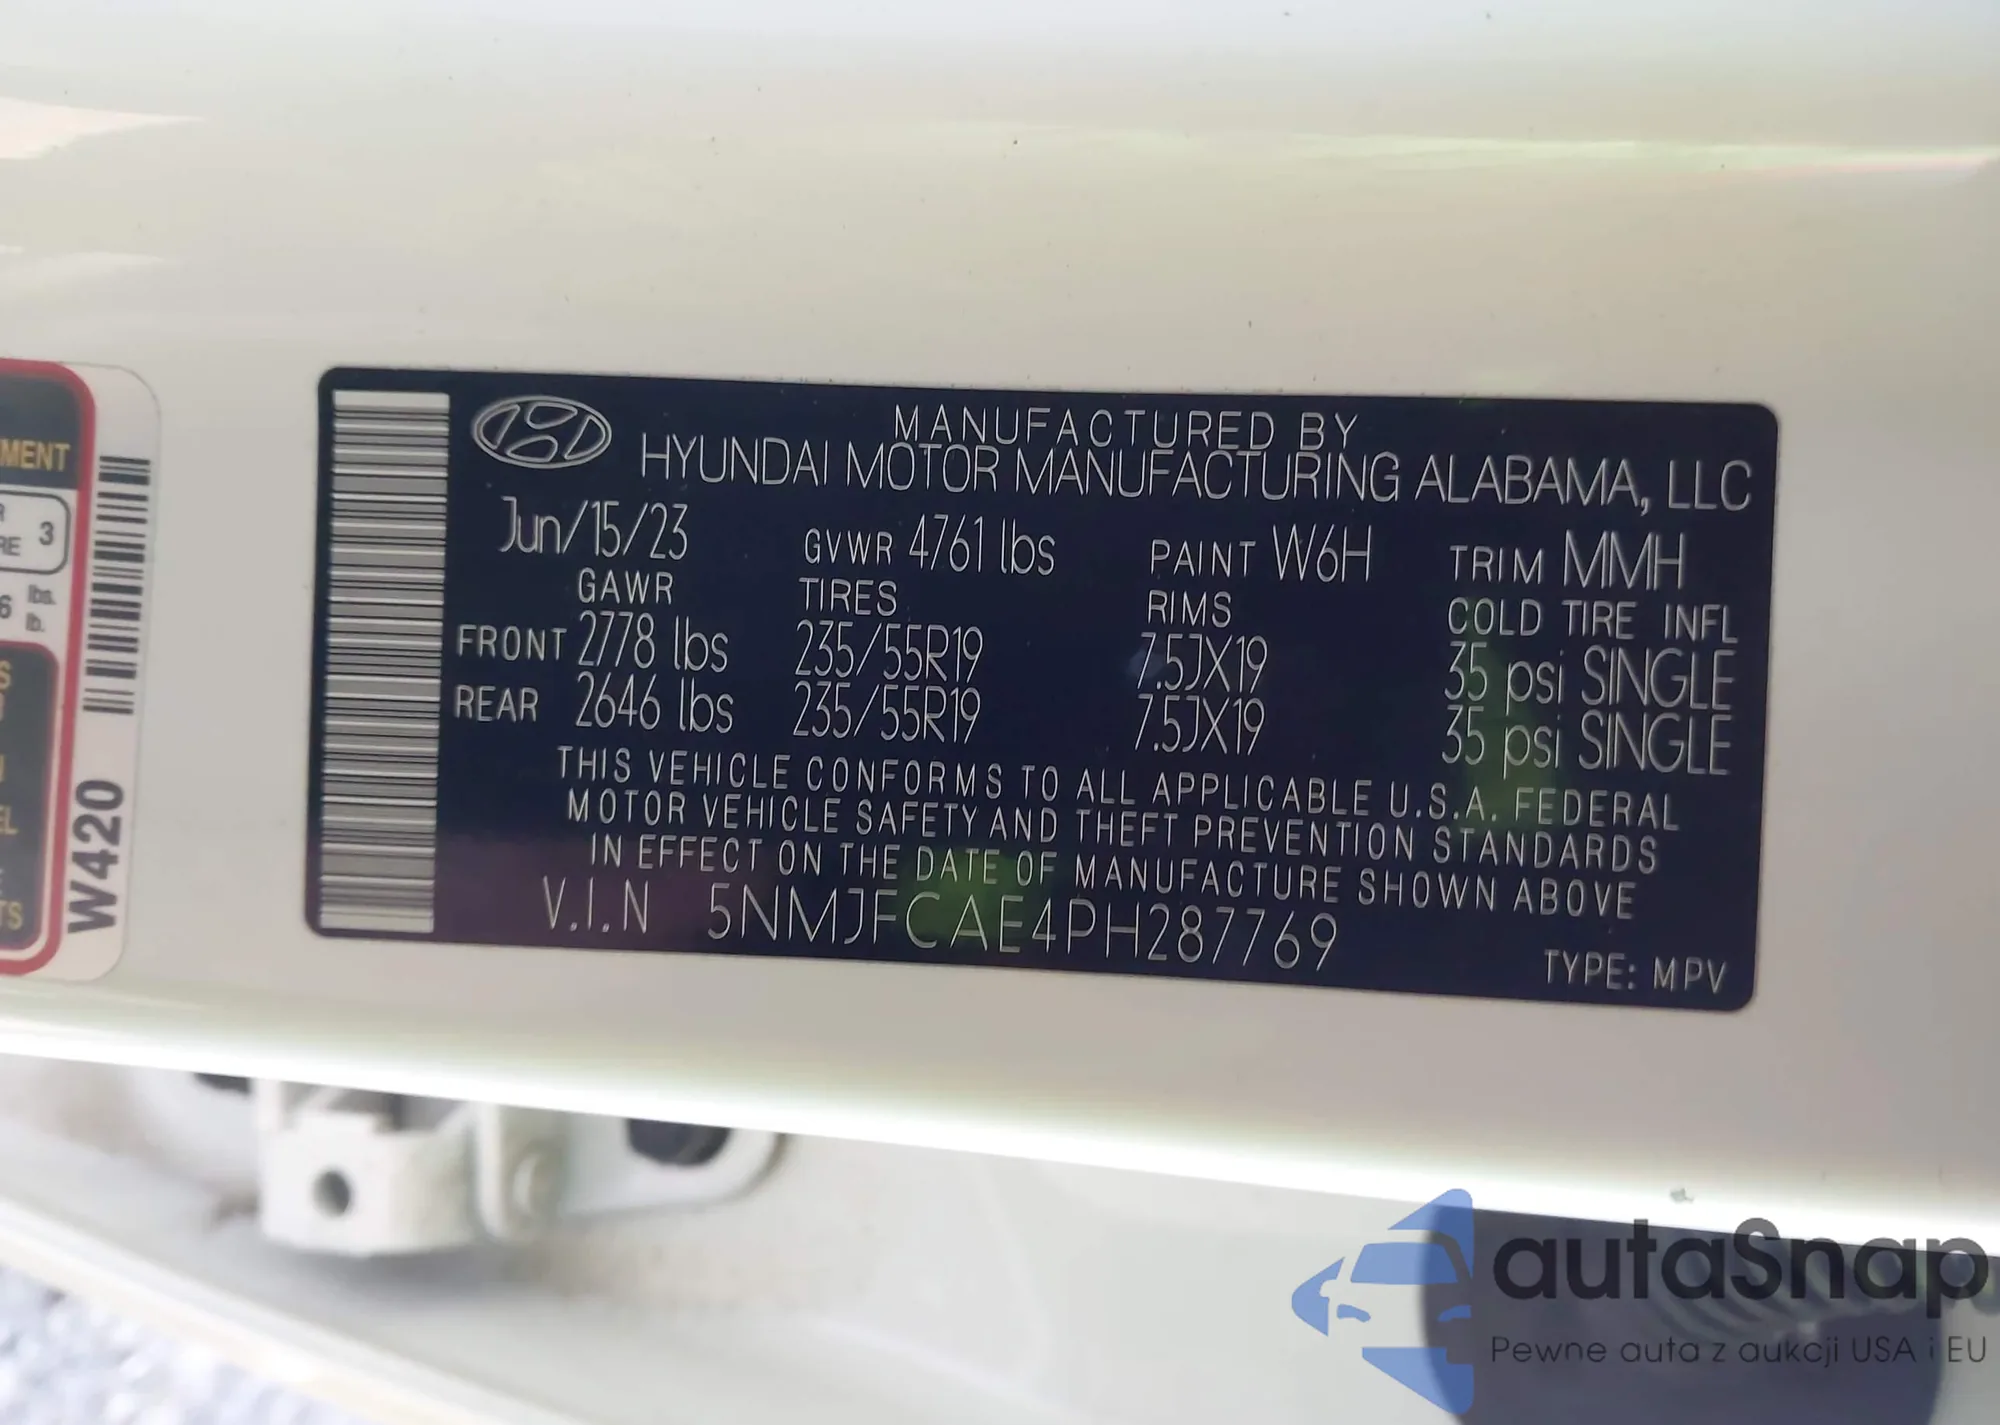 MANUFACTURED BY
HYUNDAI MOTOR MANUFACTURING ALABAMA, LLC
Jun/15/23 GVWR 4761 lbs PAINT W6H TRIM MMH
GAWR TIRES RIMS COLD TIRE INFL
FRONT 2778 lbs 235/55R19 7.5JX19 35 psi SINGLE
REAR 2646 lbs 235/55R19 7.5JX19 35 psi SINGLE
THIS VEHICLE CONFORMS TO ALL APPLICABLE U.S.A. FEDERAL
MOTOR VEHICLE SAFETY AND THEFT PREVENTION STANDARDS
IN EFFECT ON THE DATE OF MANUFACTURE SHOWN ABOVE
V.I.N 5NMJFCAE4PH287769
TYPE: MPV
MENT
3
lbs.
lb.
W420
autaSnap
Pewne auta z aukcji USA i EU